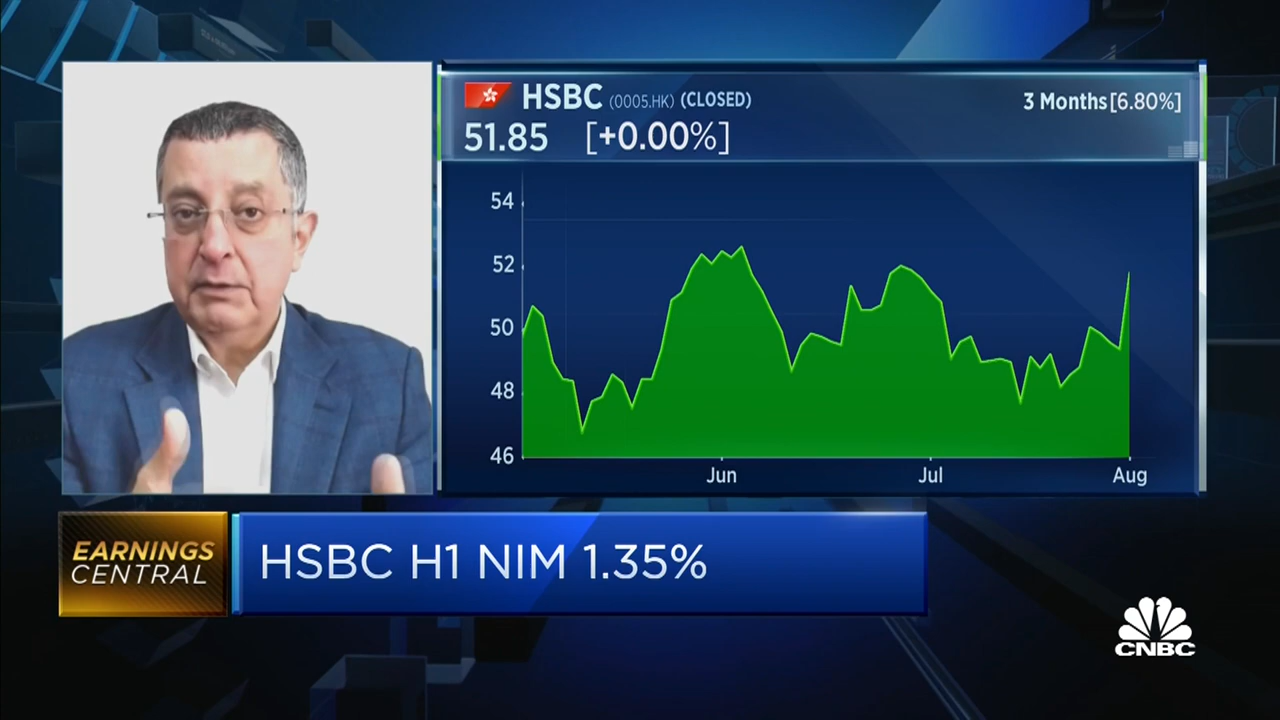 HSBC (0005.HK) (CLOSED)
3 Months[6.80%]
51.85 [+0.00%]
54
52
50
48
46
Jun Jul Aug
EARNINGS
CENTRAL
HSBC H1 NIM 1.35%
CNBC